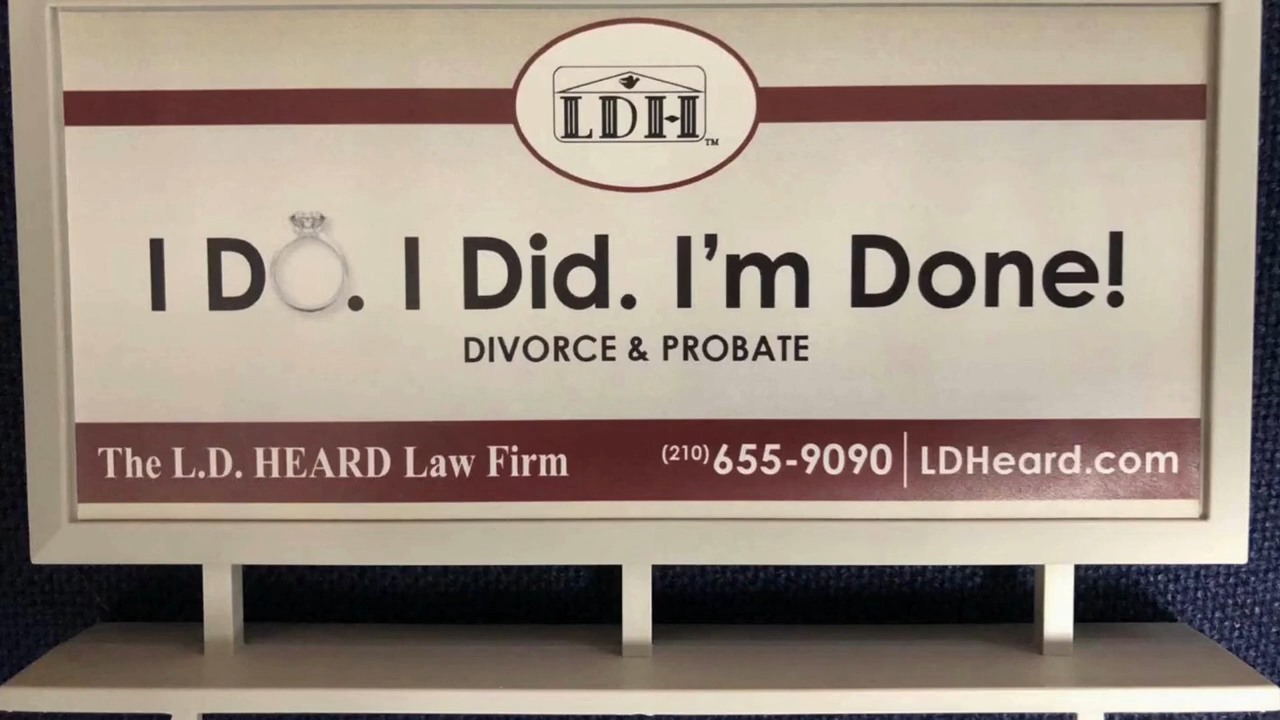 LDH
TM
I DO. I Did. I'm Done!
DIVORCE & PROBATE
The L.D. HEARD Law Firm (210) 655-9090 | LDHeard.com